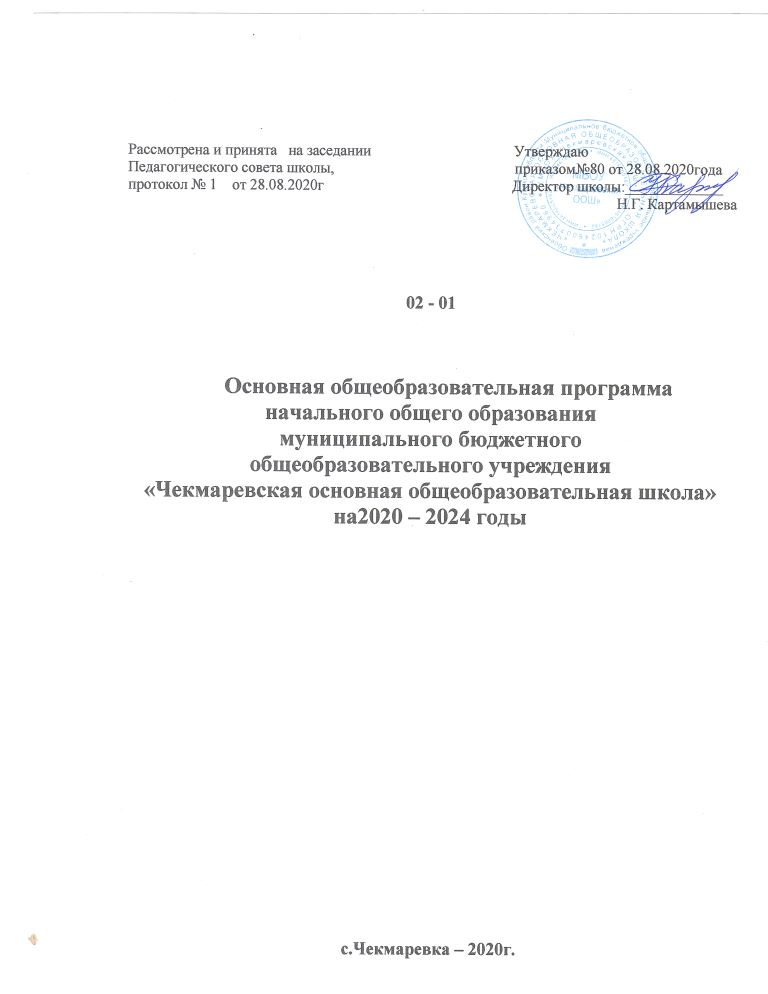 Рассмотрена и принята на заседании
Педагогического совета школы,
протокол № 1 от 28.08.2020г
Утверждаю
приказом№80 от 28.08.2020года
Директор школы:
Н.Г. Картамышева
ООШ»
02 - 01
Основная общеобразовательная программа
начального общего образования
муниципального бюджетного
общеобразовательного учреждения
«Чекмаревская основная общеобразовательная школа»
на2020 – 2024 годы
с.Чекмаревка – 2020г.